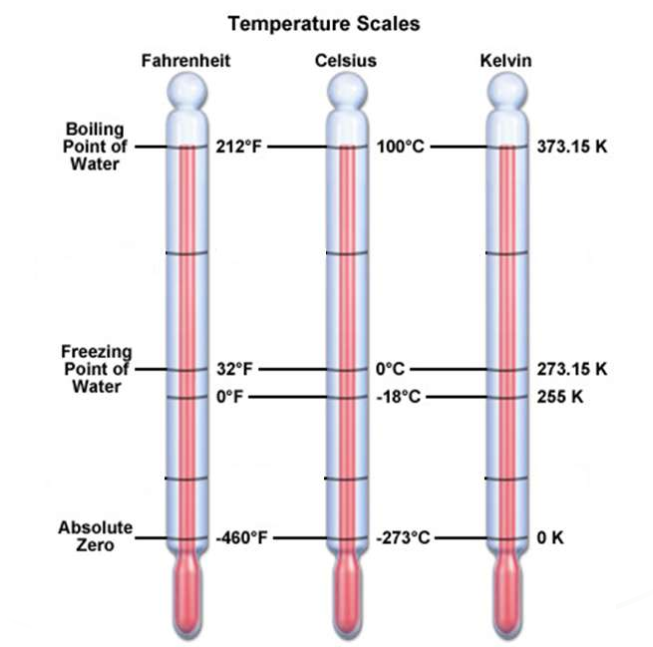 Temperature Scales
Fahrenheit Celsius Kelvin
Boiling
Point of
Water
212°F 100°C 373.15 K
Freezing
Point of
Water
32°F 0°C 273.15 K
0°F -18°C 255 K
Absolute
Zero
-460°F -273°C 0 K